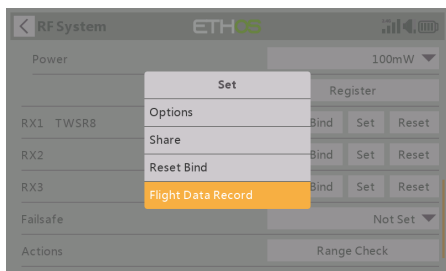 RF System ETHOS
Power 100mW
Set
Register
Options
RX1 TWSR8 Bind Set Reset
Share
RX2 Bind Set Reset
Reset Bind
RX3 Bind Set Reset
Flight Data Record
Failsafe Not Set
Actions Range Check